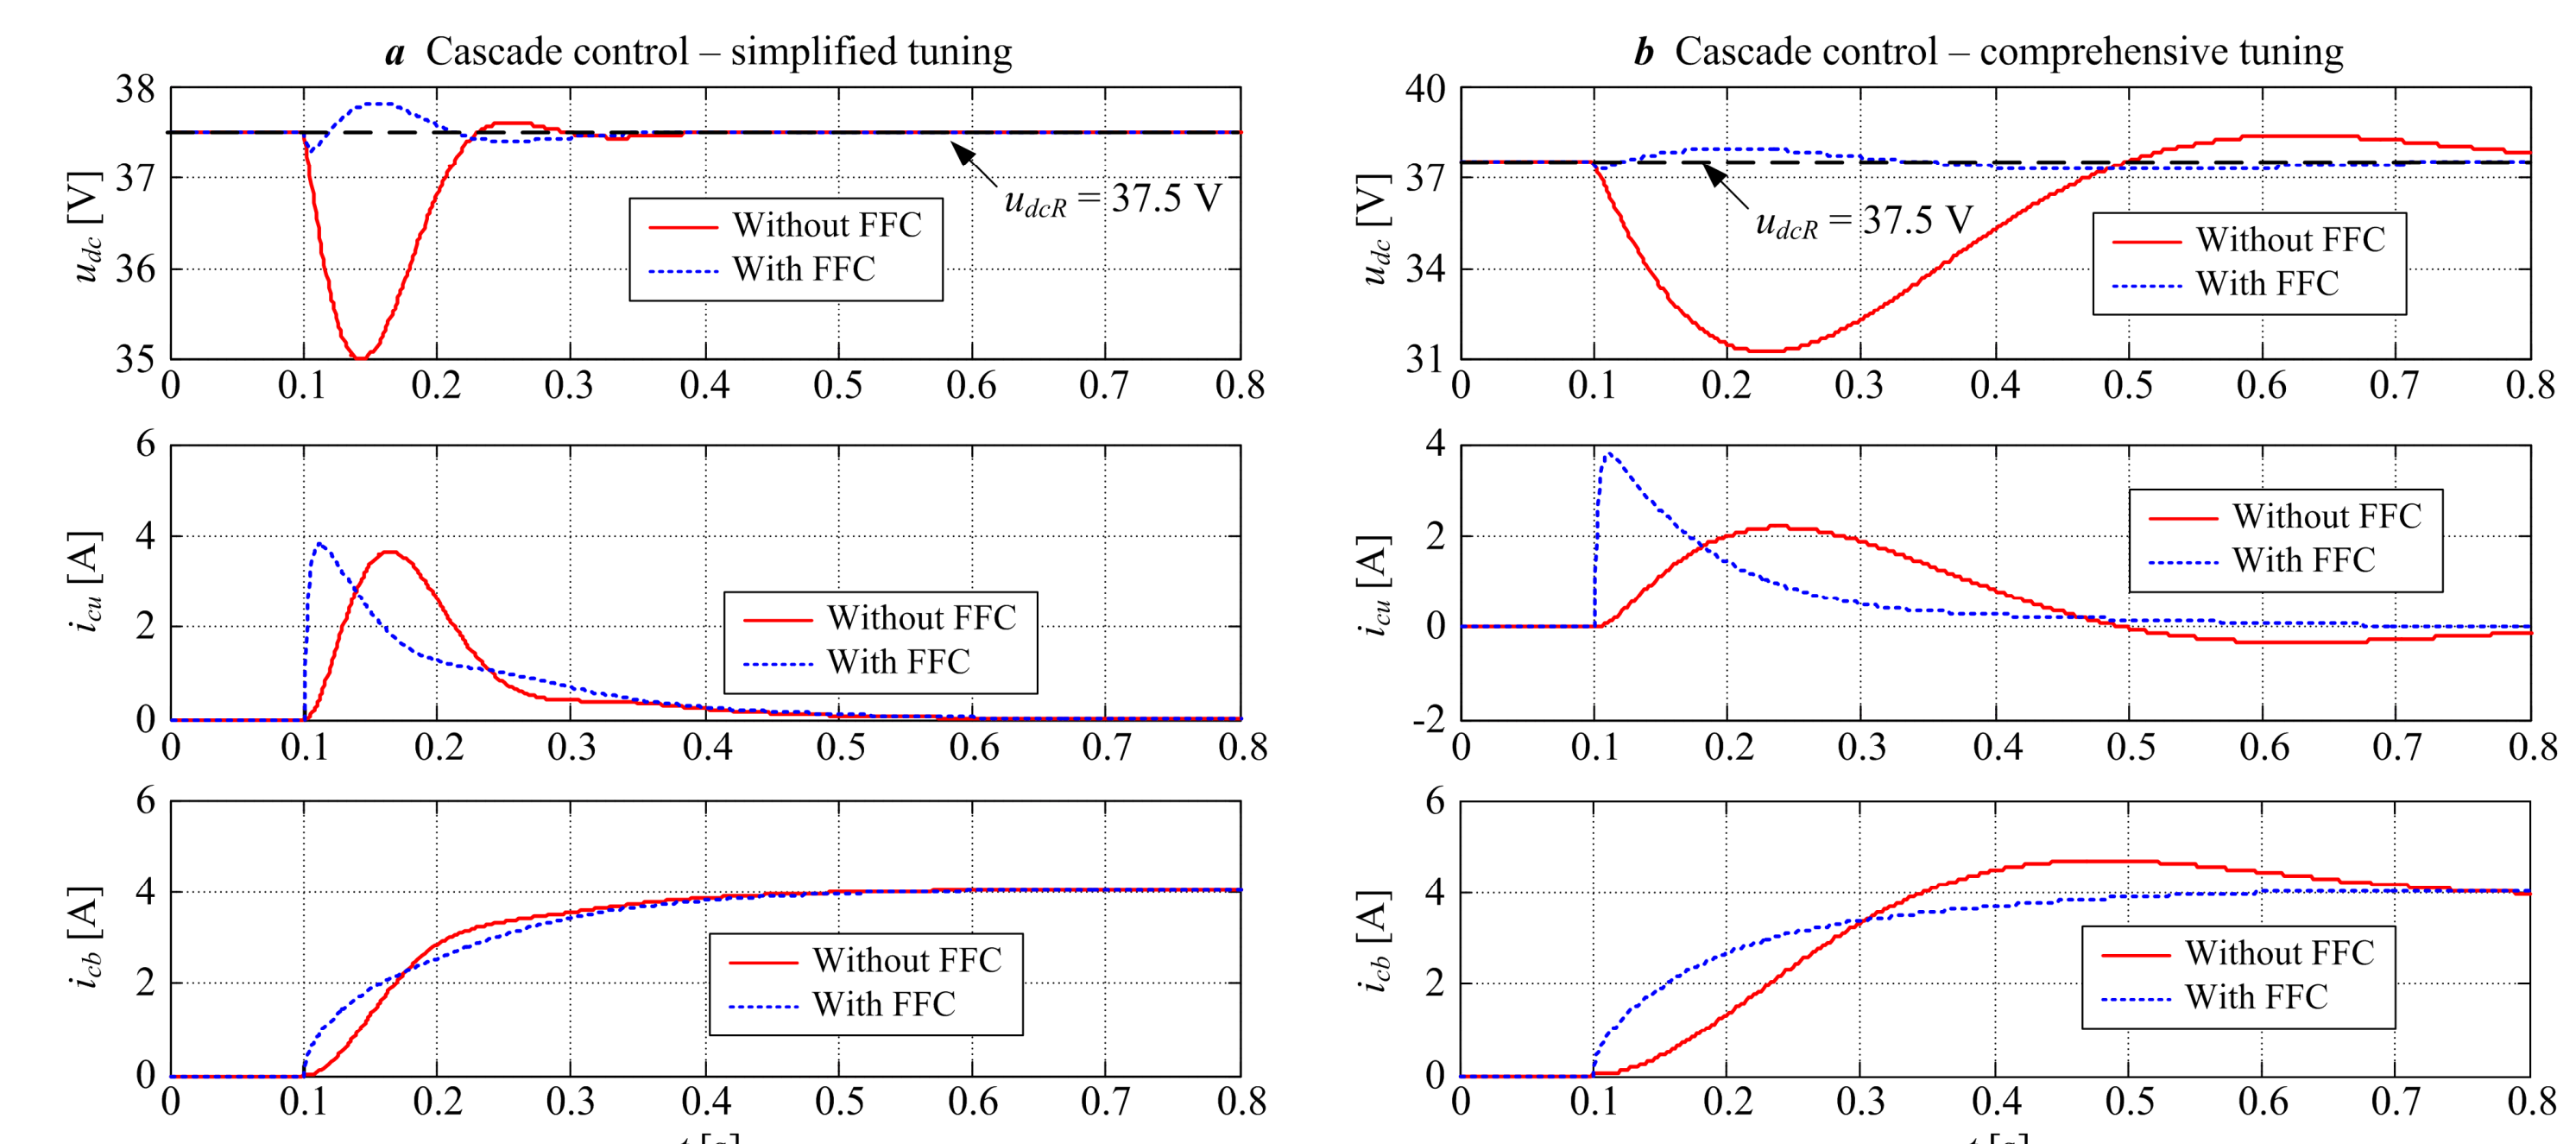 a Cascade control – simplified tuning
38
37
36
35
u_dc [V]
u_dcR = 37.5 V
Without FFC
With FFC
0 0.1 0.2 0.3 0.4 0.5 0.6 0.7 0.8
6
4
2
0
i_cu [A]
Without FFC
With FFC
0 0.1 0.2 0.3 0.4 0.5 0.6 0.7 0.8
6
4
2
0
i_cb [A]
Without FFC
With FFC
0 0.1 0.2 0.3 0.4 0.5 0.6 0.7 0.8
t [s]
b Cascade control – comprehensive tuning
40
37
34
31
u_dc [V]
u_dcR = 37.5 V
Without FFC
With FFC
0 0.1 0.2 0.3 0.4 0.5 0.6 0.7 0.8
4
2
0
-2
i_cu [A]
Without FFC
With FFC
0 0.1 0.2 0.3 0.4 0.5 0.6 0.7 0.8
6
4
2
0
i_cb [A]
Without FFC
With FFC
0 0.1 0.2 0.3 0.4 0.5 0.6 0.7 0.8
t [s]